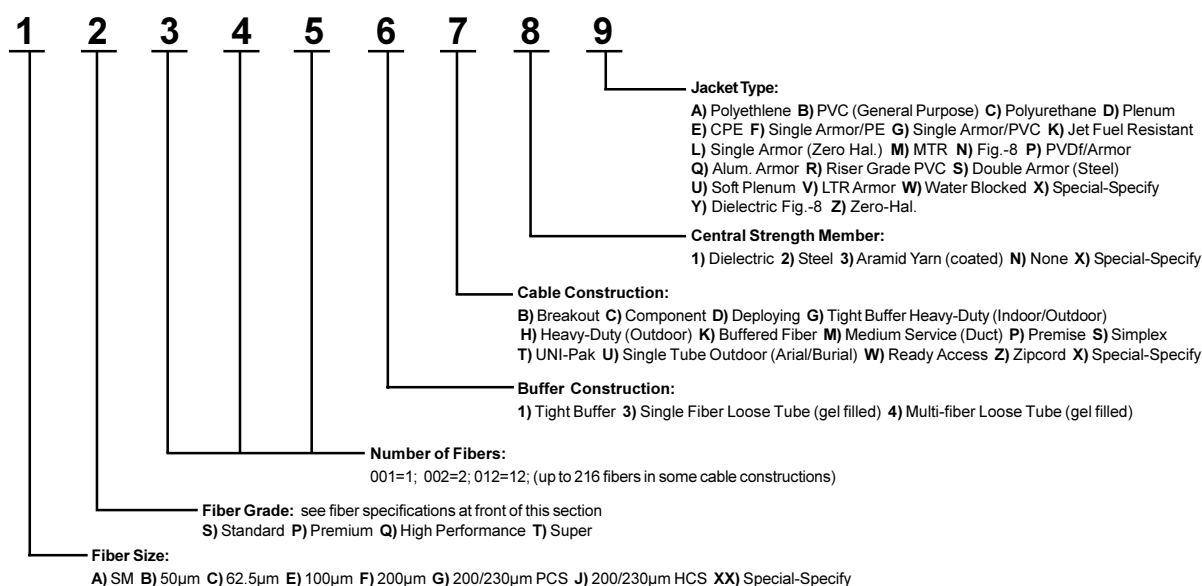 1 2 3 4 5 6 7 8 9
Jacket Type:
A) Polyethlene B) PVC (General Purpose) C) Polyurethane D) Plenum
E) CPE F) Single Armor/PE G) Single Armor/PVC K) Jet Fuel Resistant
L) Single Armor (Zero Hal.) M) MTR N) Fig.-8 P) PVDf/Armor
Q) Alum. Armor R) Riser Grade PVC S) Double Armor (Steel)
U) Soft Plenum V) LTR Armor W) Water Blocked X) Special-Specify
Y) Dielectric Fig.-8 Z) Zero-Hal.
Central Strength Member:
1) Dielectric 2) Steel 3) Aramid Yarn (coated) N) None X) Special-Specify
Cable Construction:
B) Breakout C) Component D) Deploying G) Tight Buffer Heavy-Duty (Indoor/Outdoor)
H) Heavy-Duty (Outdoor) K) Buffered Fiber M) Medium Service (Duct) P) Premise S) Simplex
T) UNI-Pak U) Single Tube Outdoor (Arial/Burial) W) Ready Access Z) Zipcord X) Special-Specify
Buffer Construction:
1) Tight Buffer 3) Single Fiber Loose Tube (gel filled) 4) Multi-fiber Loose Tube (gel filled)
Number of Fibers:
001=1; 002=2; 012=12; (up to 216 fibers in some cable constructions)
Fiber Grade: see fiber specifications at front of this section
S) Standard P) Premium Q) High Performance T) Super
Fiber Size:
A) SM B) 50µm C) 62.5µm E) 100µm F) 200µm G) 200/230µm PCS J) 200/230µm HCS XX) Special-Specify